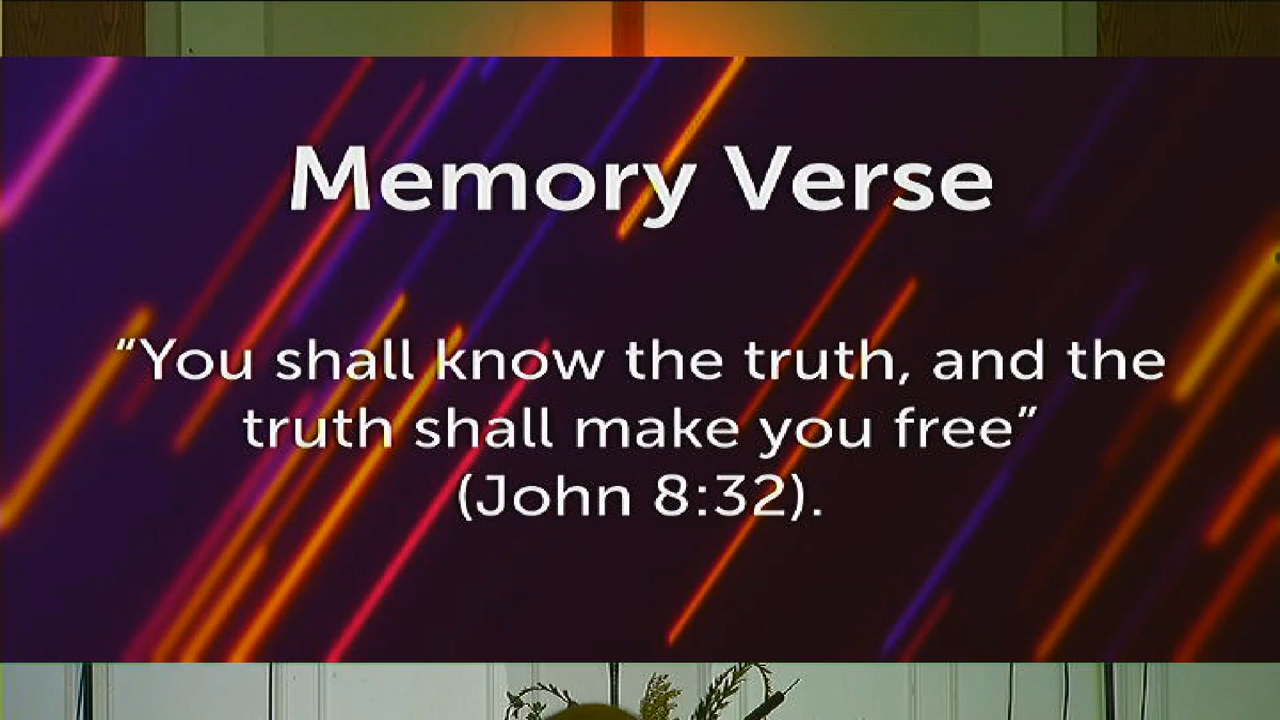 Memory Verse
“You shall know the truth, and the
truth shall make you free”
(John 8:32).